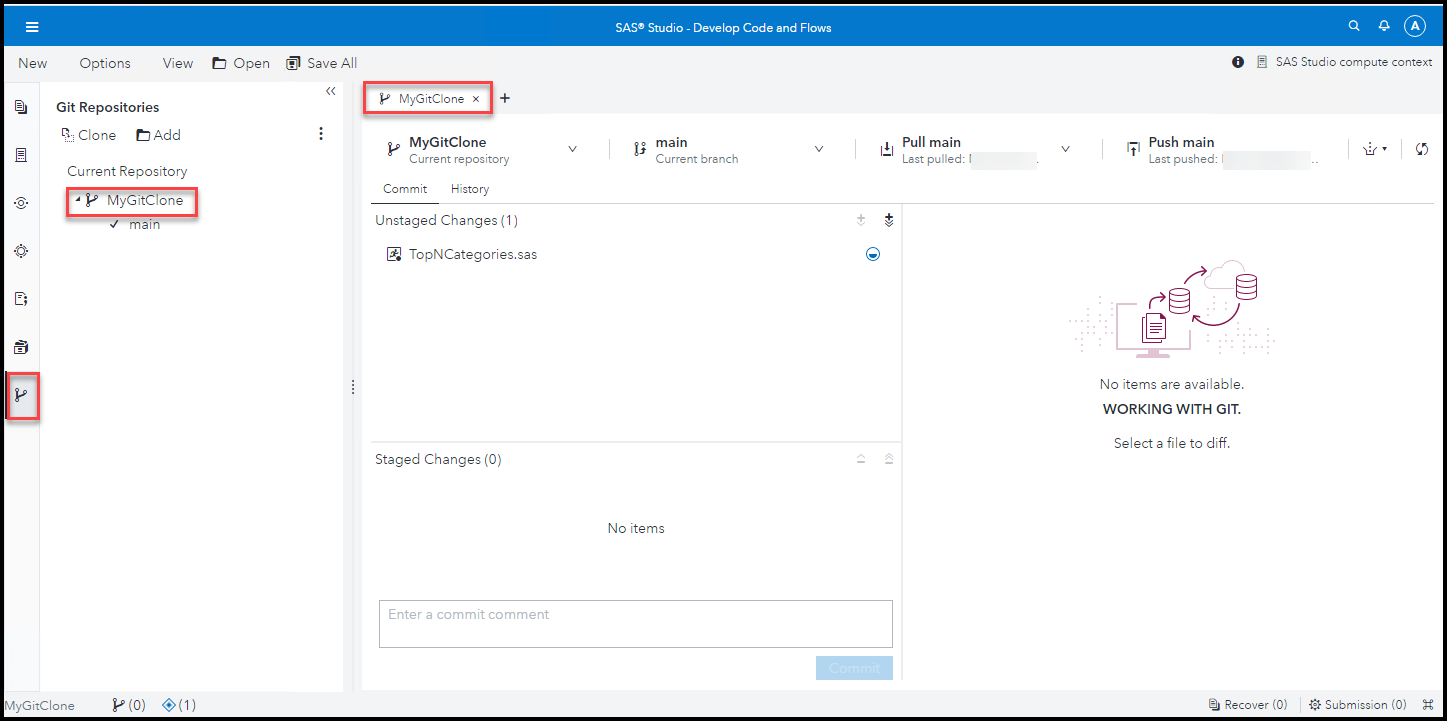 SAS® Studio - Develop Code and Flows
A
New Options View Open Save All
SAS Studio compute context
Git Repositories
Clone Add
Current Repository
MyGitClone
main
MyGitClone × +
MyGitClone
Current repository
main
Current branch
Pull main
Last pulled:
Push main
Last pushed:
Commit History
Unstaged Changes (1)
TopNCategories.sas
Staged Changes (0)
No items
Enter a commit comment
Commit
No items are available.
WORKING WITH GIT.
Select a file to diff.
MyGitClone (0) (1)
Recover (0) Submission (0)